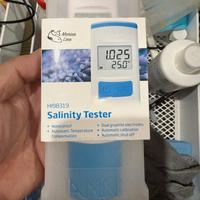 Marine
Line
1.025
25.0
HI98319
Salinity Tester
• Waterproof
• Automatic Temperature
Compensation
• Dual graphite electrodes
• Automatic calibration
• Automatic shut off